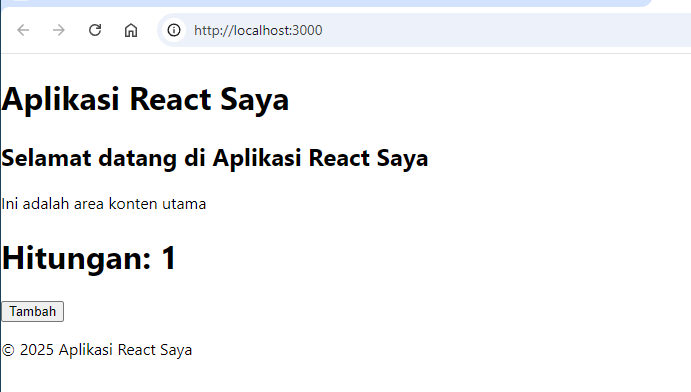 http://localhost:3000
Aplikasi React Saya
Selamat datang di Aplikasi React Saya
Ini adalah area konten utama
Hitungan: 1
Tambah
© 2025 Aplikasi React Saya